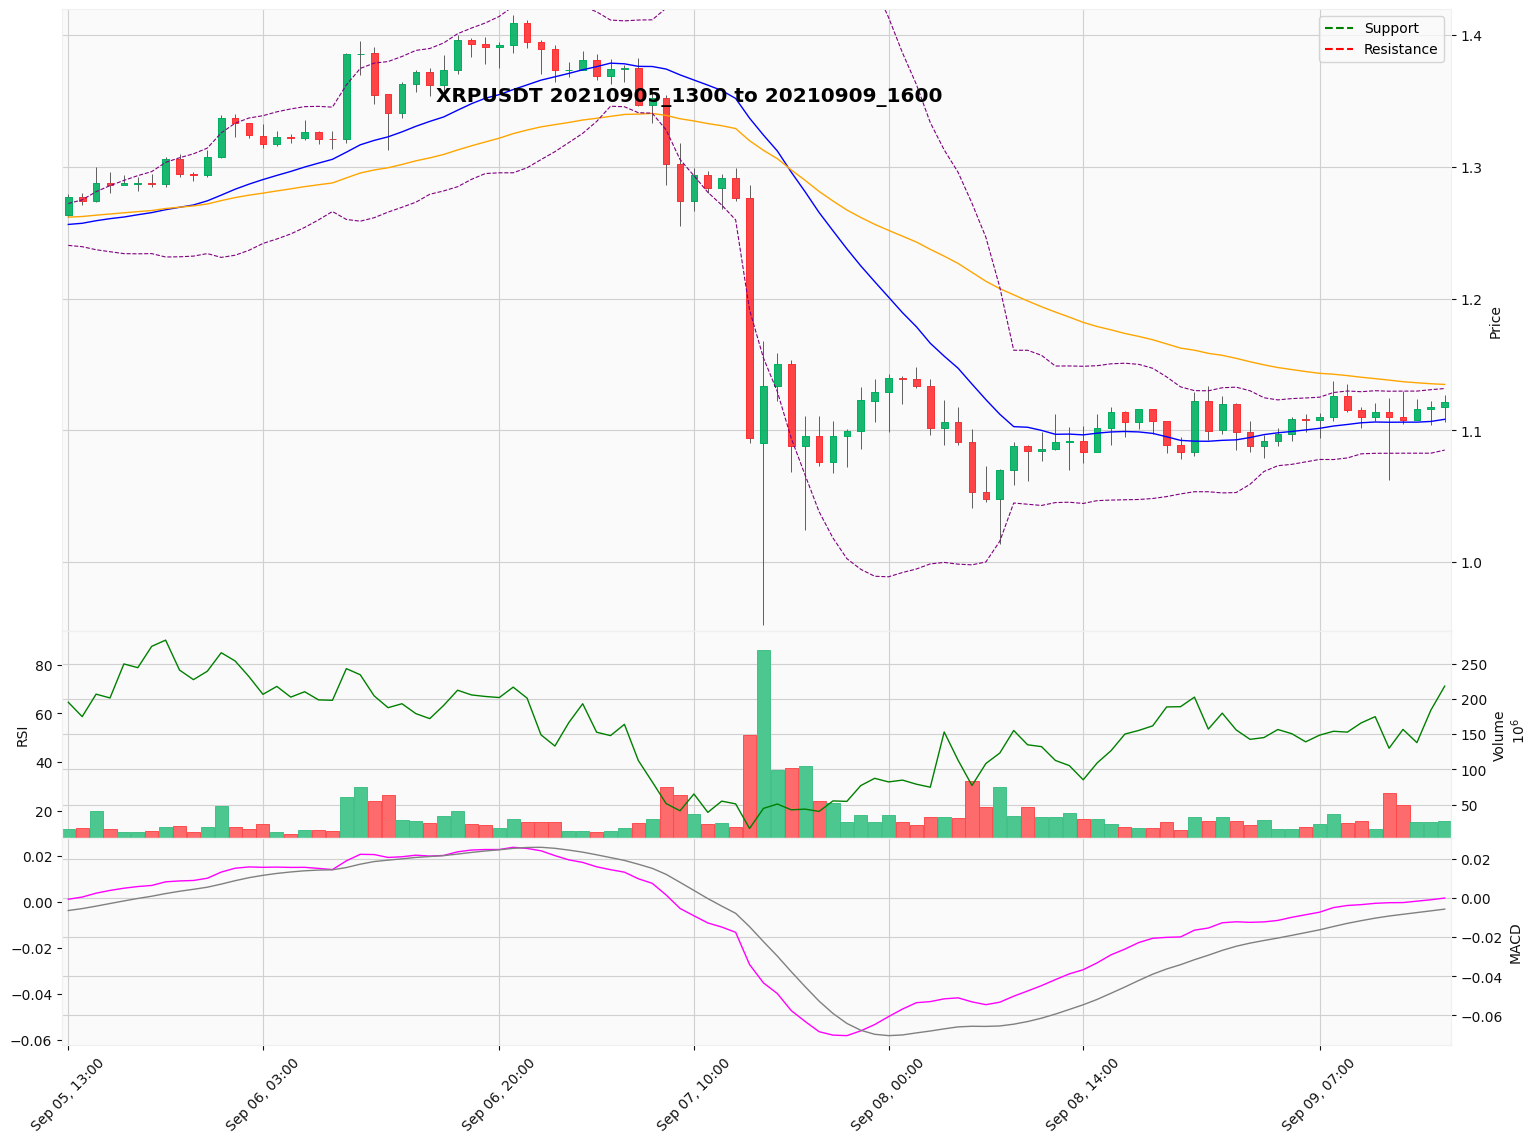 Support
Resistance
XRPUSDT 20210905_1300 to 20210909_1600
1.4
1.3
1.2
1.1
1.0
Price
80
60
40
20
RSI
250
200
150
100
50
Volume
10^6
0.02
0.00
−0.02
−0.04
−0.06
0.02
0.00
−0.02
−0.04
−0.06
MACD
Sep 05, 13:00
Sep 06, 03:00
Sep 06, 20:00
Sep 07, 10:00
Sep 08, 00:00
Sep 08, 14:00
Sep 09, 07:00